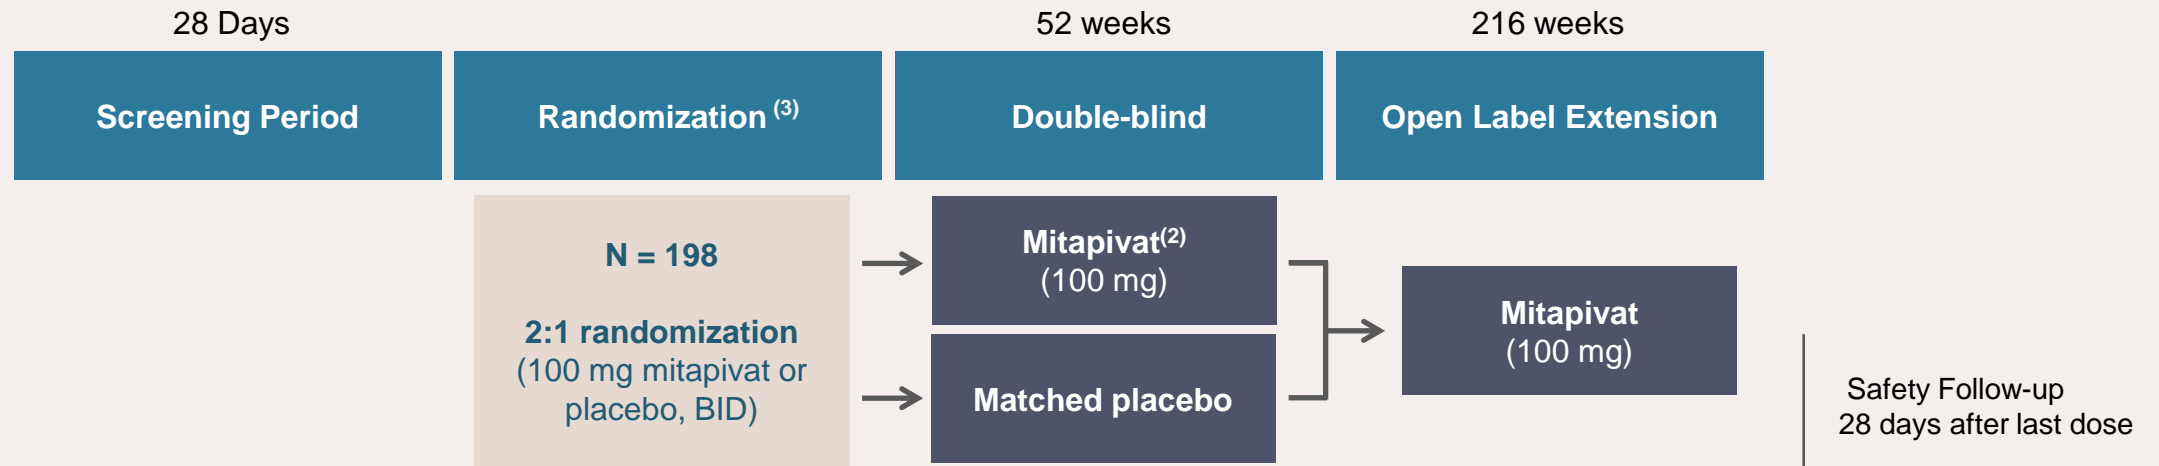 28 Days
52 weeks
216 weeks
Screening Period
Randomization (3)
Double-blind
Open Label Extension
N = 198
2:1 randomization
(100 mg mitapivat or
placebo, BID)
Mitapivat(2)
(100 mg)
Matched placebo
Mitapivat
(100 mg)
Safety Follow-up
28 days after last dose